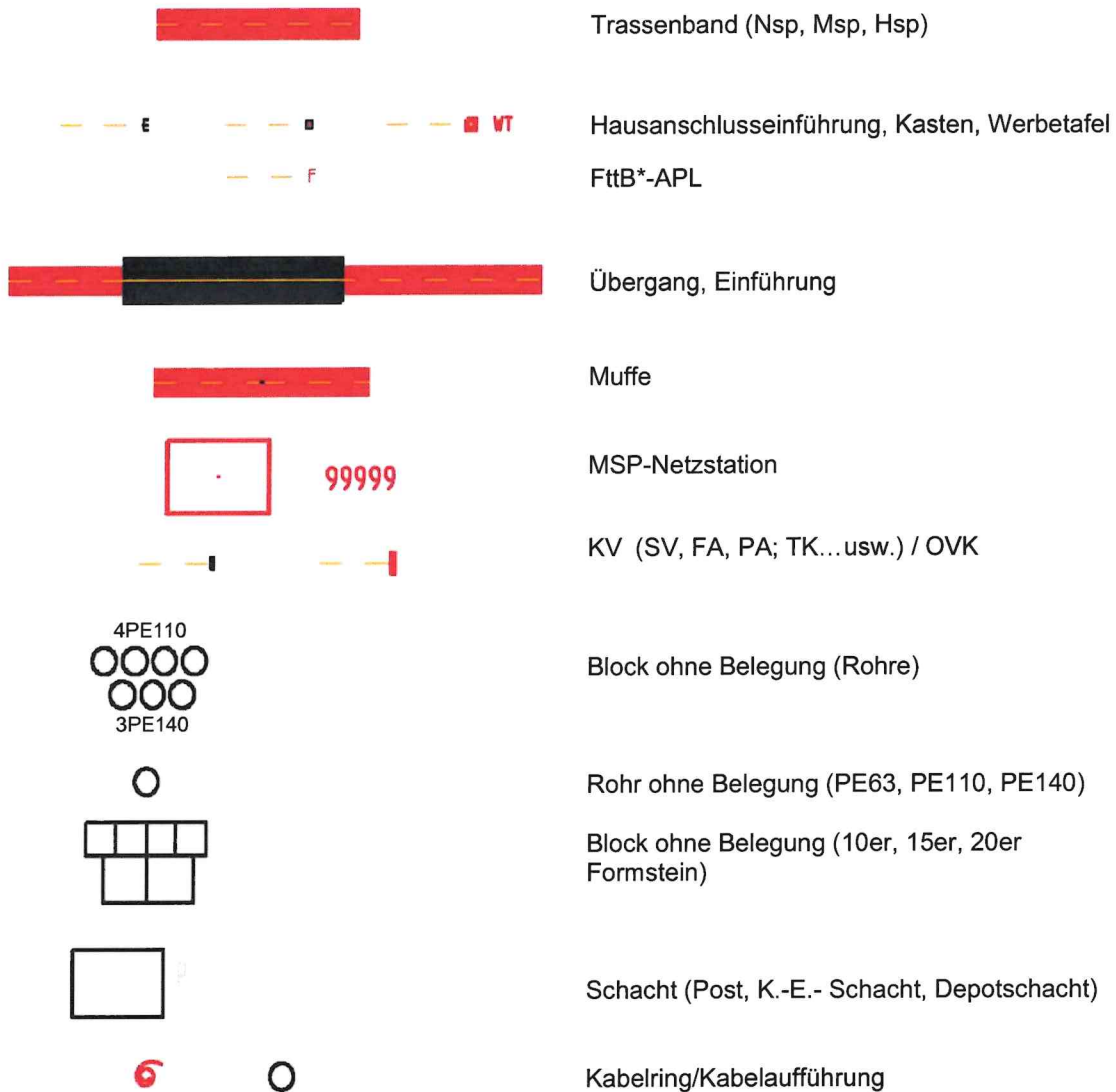 Trassenband (Nsp, Msp, Hsp)
E WT Hausanschlusseinführung, Kasten, Werbetafel
F FttB*-APL
Übergang, Einführung
Muffe
99999 MSP-Netzstation
KV (SV, FA, PA; TK…usw.) / OVK
4PE110
Block ohne Belegung (Rohre)
3PE140
Rohr ohne Belegung (PE63, PE110, PE140)
Block ohne Belegung (10er, 15er, 20er
Formstein)
Schacht (Post, K.-E.- Schacht, Depotschacht)
Kabelring/Kabelaufführung